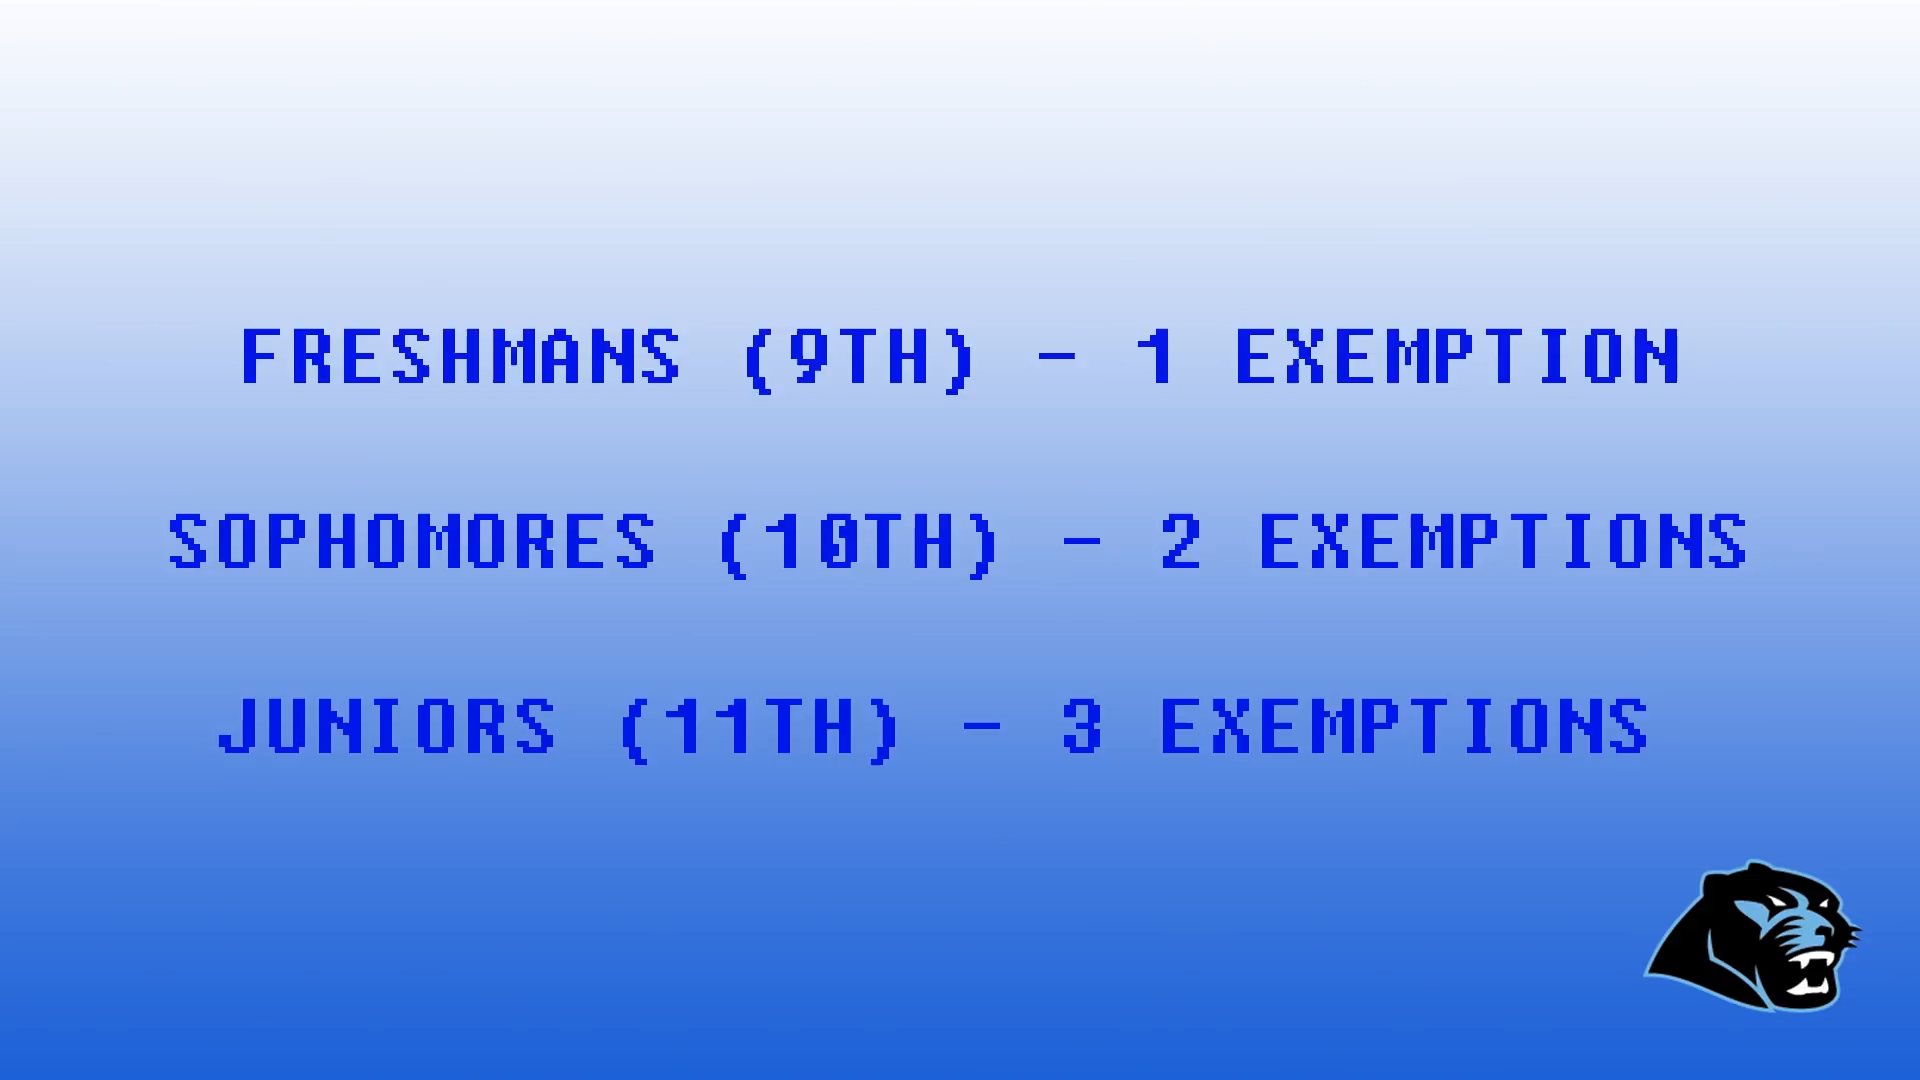 FRESHMANS (9TH) - 1 EXEMPTION
SOPHOMORES (10TH) - 2 EXEMPTIONS
JUNIORS (11TH) - 3 EXEMPTIONS